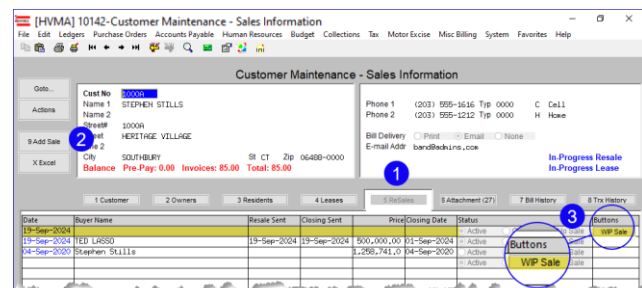 [HVMA] 10142-Customer Maintenance - Sales Information
File Edit Ledgers Purchase Orders Accounts Payable Human Resources Budget Collections Tax Motor Excise Misc Billing System Favorites Help
Customer Maintenance - Sales Information
Goto...
Actions
9 Add Sale
X Excel
2
Cust No 1000A
Name 1 STEPHEN STILLS
Name 2
Street# 1000A
HERITAGE VILLAGE
City SOUTHBURY St CT Zip 06488-0000
Balance Pre-Pay: 0.00 Invoices: 85.00 Total: 85.00
Phone 1 (203) 555-1616 Typ 0000 C Cell
Phone 2 (203) 555-1212 Typ 0000 H Home
Bill Delivery Print Email None
E-mail Addr band@admins.com
In-Progress Resale
In-Progress Lease
1
1 Customer 2 Owners 3 Residents 4 Leases 5 ReSales 6 Attachment (27) 7 Bill History 8 Trx History
3
Date Buyer Name Resale Sent Closing Sent Price Closing Date Status Buttons
19-Sep-2024 Active Sale WIP Sale
19-Sep-2024 TED LASSO 19-Sep-2024 19-Sep-2024 500,000.00 01-Sep-2024 Active Sale
04-Sep-2020 Stephen Stills 1,258,741.0 04-Sep-2020 Active
Buttons
WIP Sale